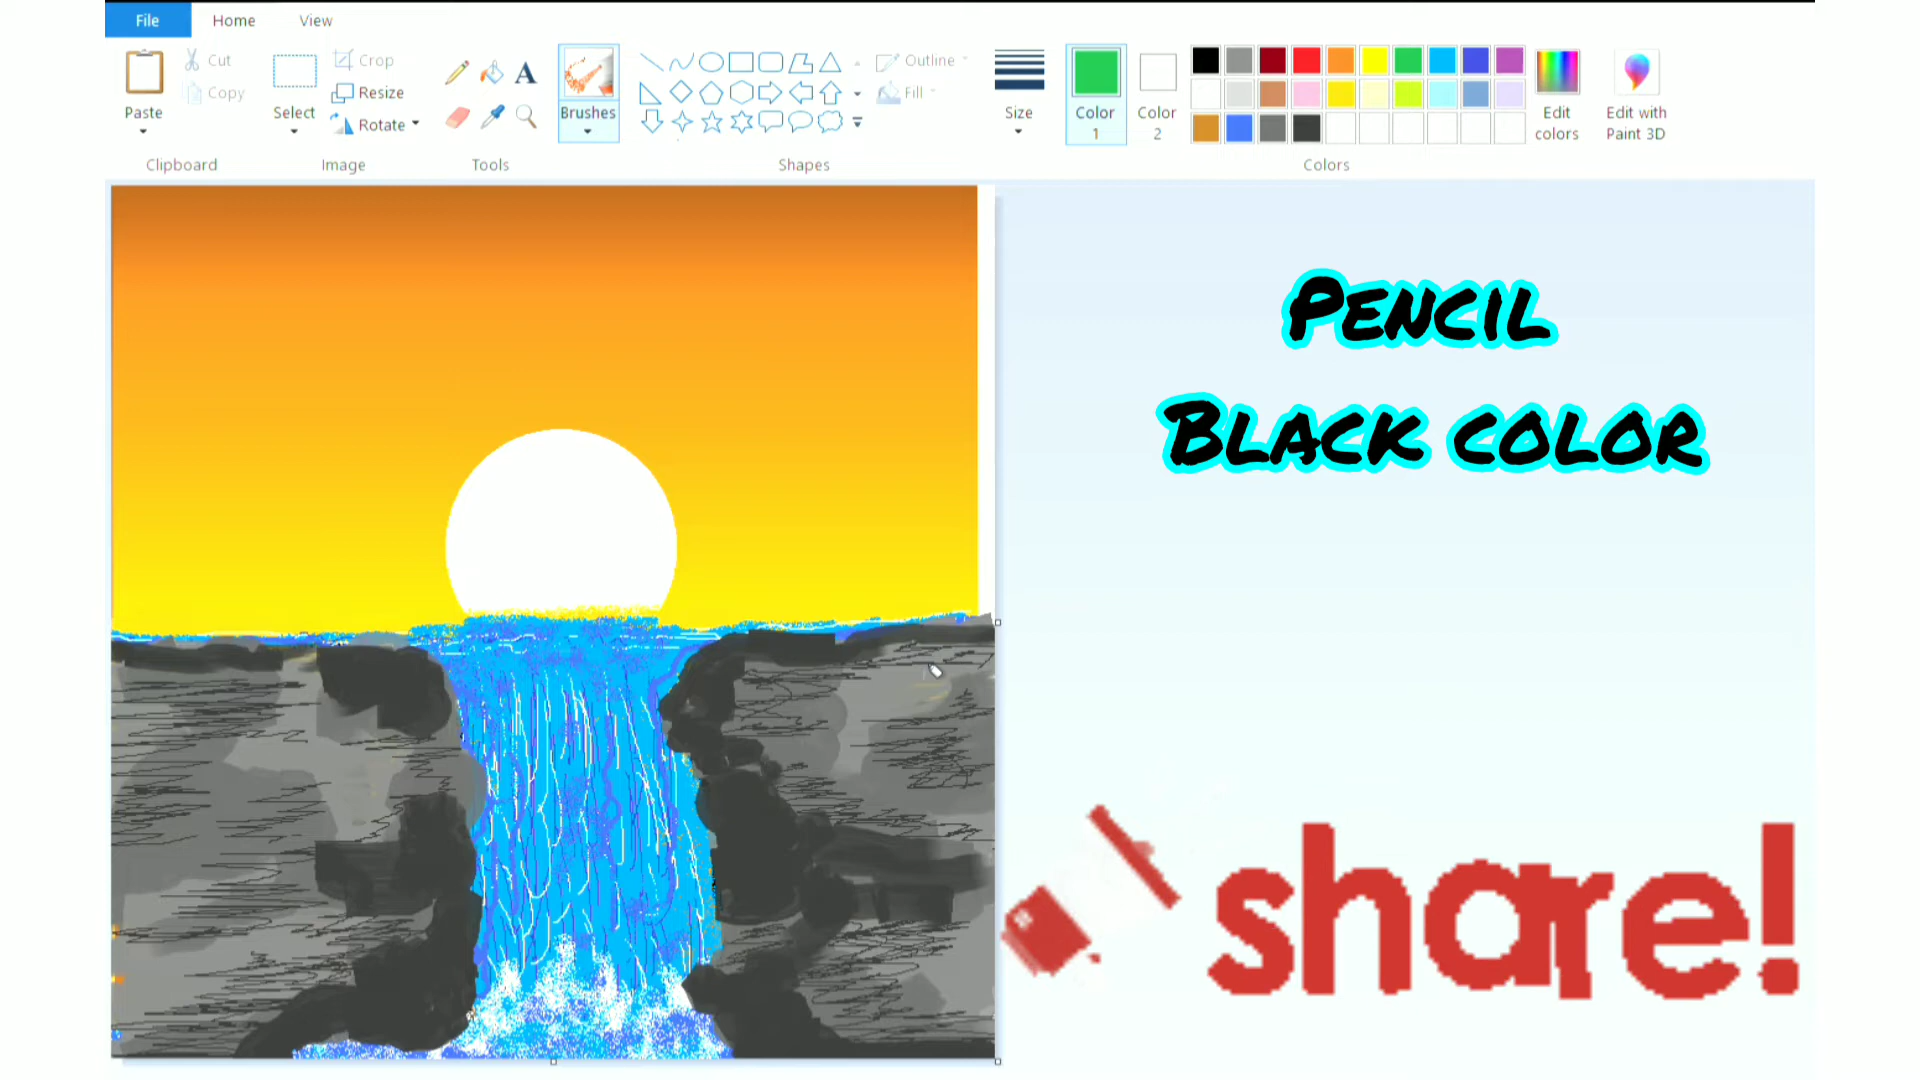 File Home View
Paste Cut Copy
Select Crop Resize Rotate
A
Brushes
Outline
Fill
Size
Color 1
Color 2
Edit colors
Edit with Paint 3D
Clipboard Image Tools Shapes Colors
Pencil
Black color
share!